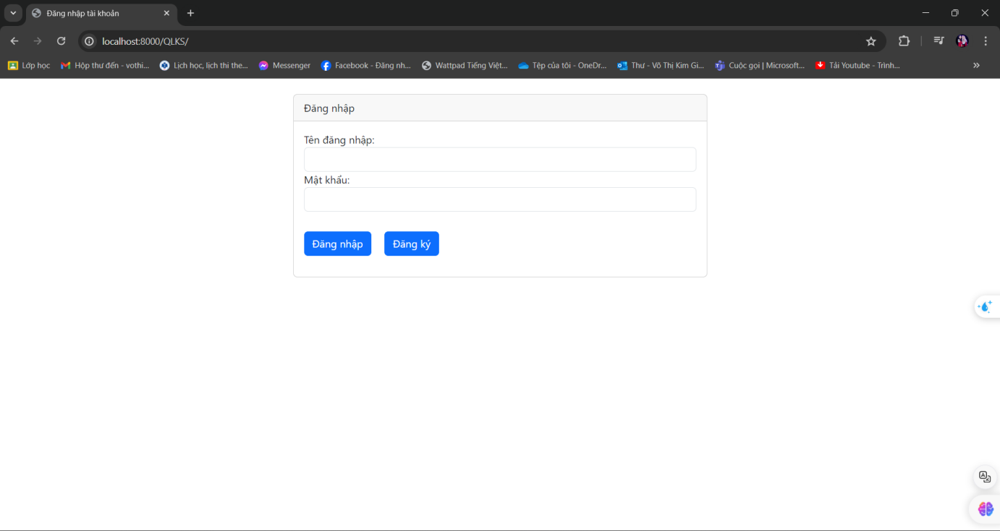 Đăng nhập tài khoản
localhost:8000/QLKS/
Lớp học
Hộp thư đến - vothi...
Lịch học, lịch thi the...
Messenger
Facebook - Đăng nh...
Wattpad Tiếng Việt...
Tệp của tôi - OneDr...
Thư - Võ Thị Kim Gi...
Cuộc gọi | Microsoft...
Tải Youtube - Trình...
Đăng nhập
Tên đăng nhập:
Mật khẩu:
Đăng nhập
Đăng ký